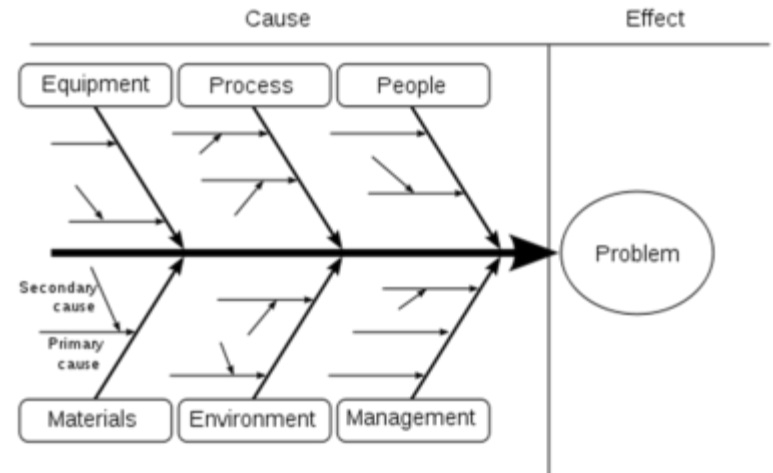 Cause
Effect
Equipment
Process
People
Problem
Secondary
cause
Primary
cause
Materials
Environment
Management